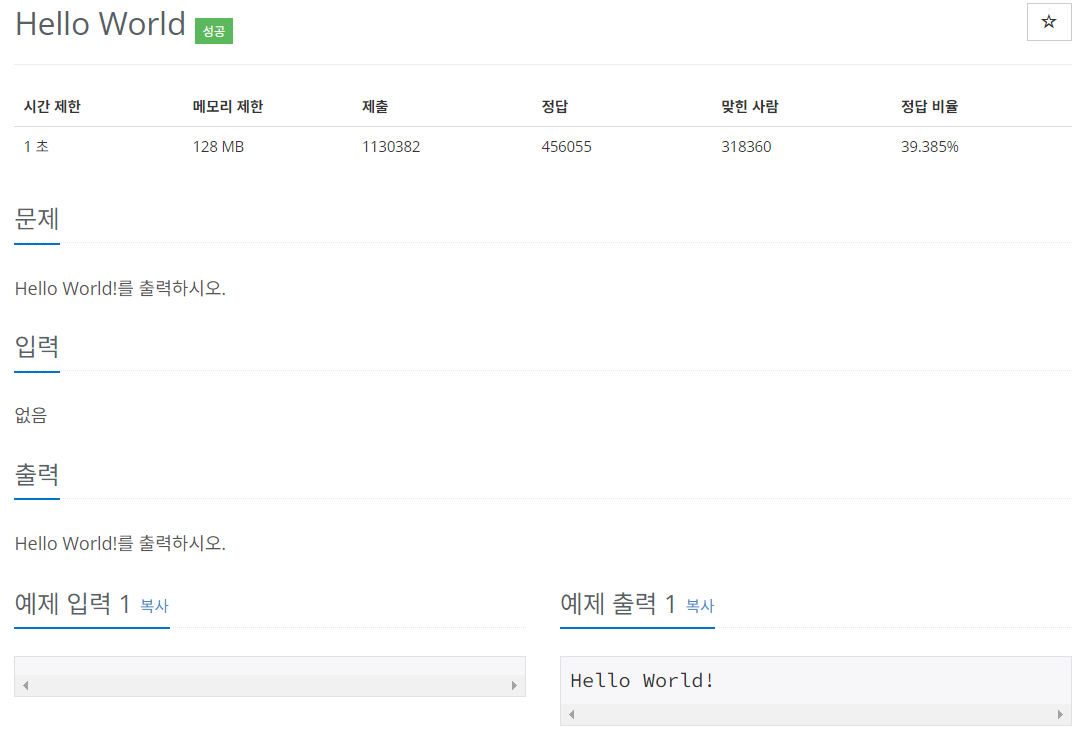 Hello World 성공
시간 제한 메모리 제한 제출 정답 맞힌 사람 정답 비율
1 초 128 MB 1130382 456055 318360 39.385%
문제
Hello World!를 출력하시오.
입력
없음
출력
Hello World!를 출력하시오.
예제 입력 1 복사
예제 출력 1 복사
Hello World!